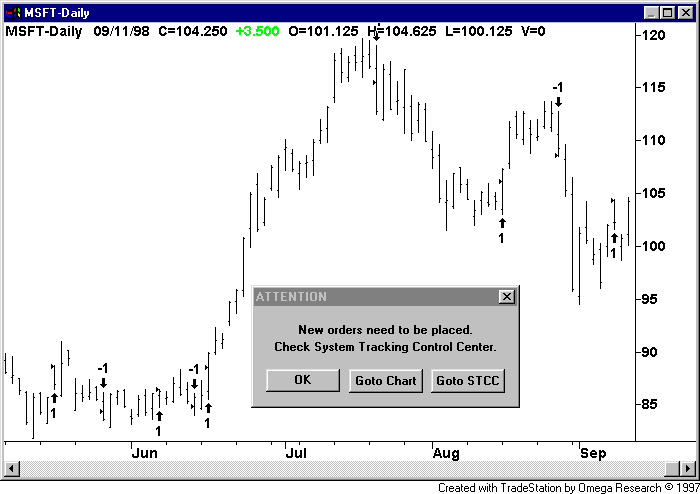 MSFT-Daily
MSFT-Daily 09/11/98 C=104.250 +3.500 O=101.125 H=104.625 L=100.125 V=0
120
115
-1
110
105
1
100
1
95
ATTENTION
New orders need to be placed.
Check System Tracking Control Center.
OK Goto Chart Goto STCC
90
-1 -1
85
1 1 1
Jun Jul Aug Sep
Created with TradeStation by Omega Research © 1997